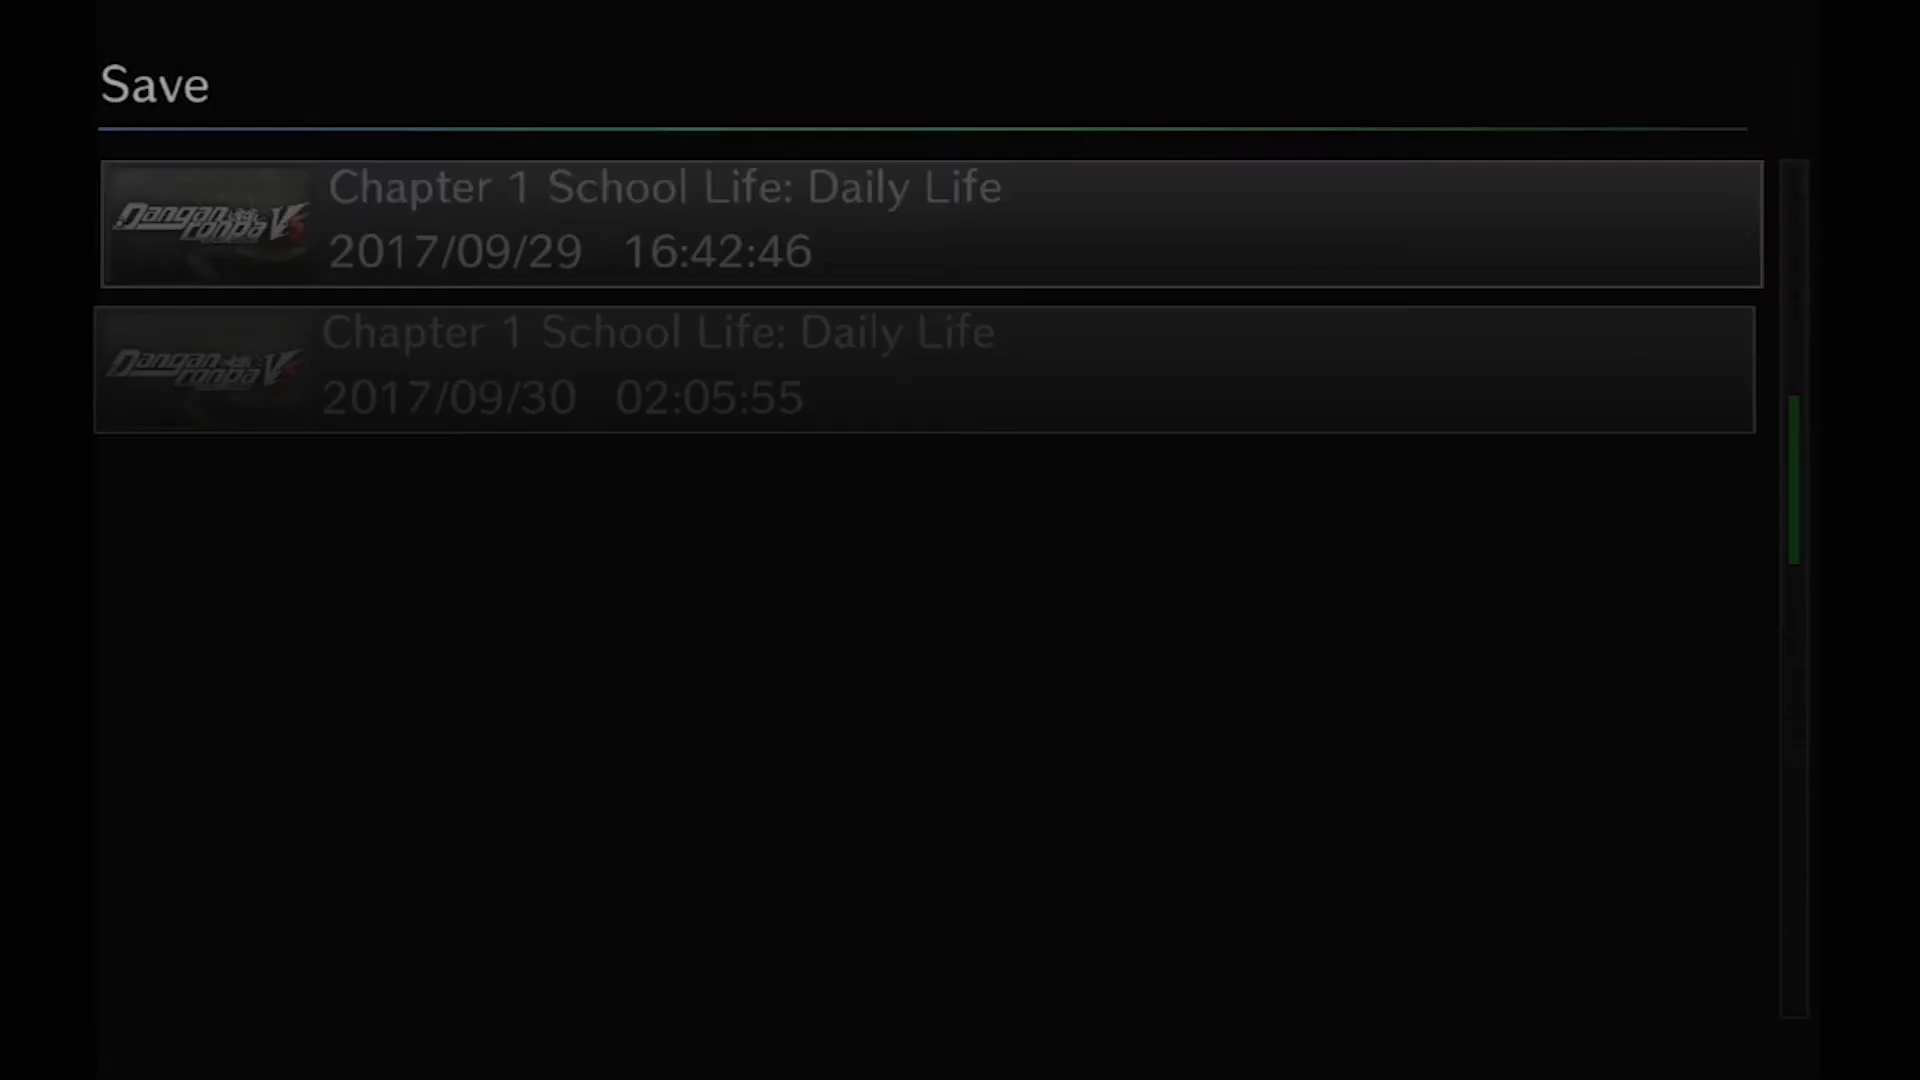 Save
Chapter 1 School Life: Daily Life
Danganronpa V3
2017/09/29 16:42:46
Chapter 1 School Life: Daily Life
Danganronpa V3
2017/09/30 02:05:55